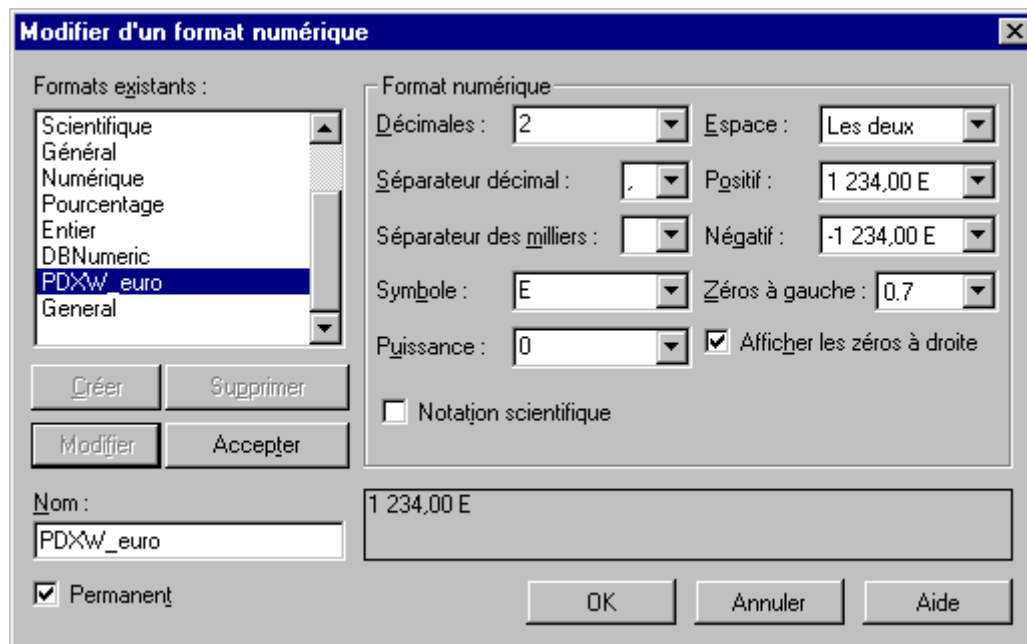 Modifier d'un format numérique
Formats existants :
Scientifique
Général
Numérique
Pourcentage
Entier
DBNumeric
PDXW_euro
General
Créer
Supprimer
Modifier
Accepter
Nom :
PDXW_euro
Permanent
Format numérique
Décimales : 2
Espace : Les deux
Séparateur décimal : ,
Positif : 1 234,00 E
Séparateur des milliers :
Négatif : -1 234,00 E
Symbole : E
Zéros à gauche : 0.7
Puissance : 0
Afficher les zéros à droite
Notation scientifique
1 234,00 E
OK
Annuler
Aide